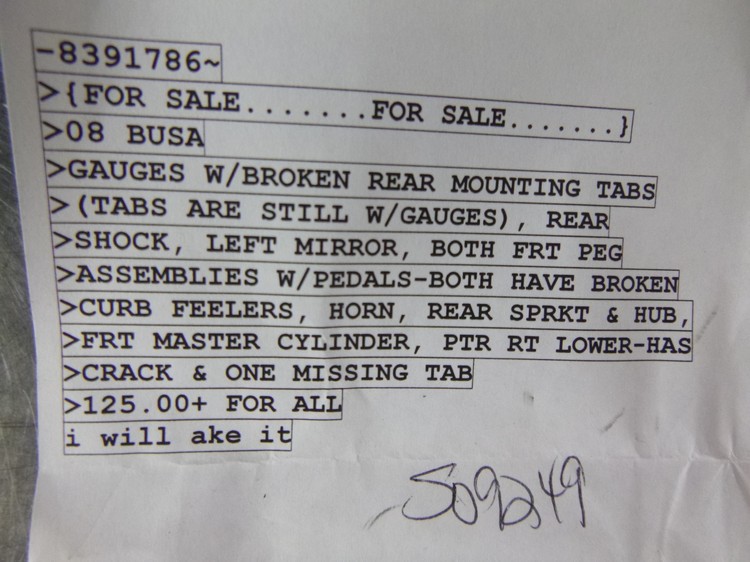 -8391786~
>{FOR SALE.......FOR SALE.......}
>08 BUSA
>GAUGES W/BROKEN REAR MOUNTING TABS
>(TABS ARE STILL W/GAUGES), REAR
>SHOCK, LEFT MIRROR, BOTH FRT PEG
>ASSEMBLIES W/PEDALS-BOTH HAVE BROKEN
>CURB FEELERS, HORN, REAR SPRKT & HUB,
>FRT MASTER CYLINDER, PTR RT LOWER-HAS
>CRACK & ONE MISSING TAB
>125.00+ FOR ALL
i will ake it
509249